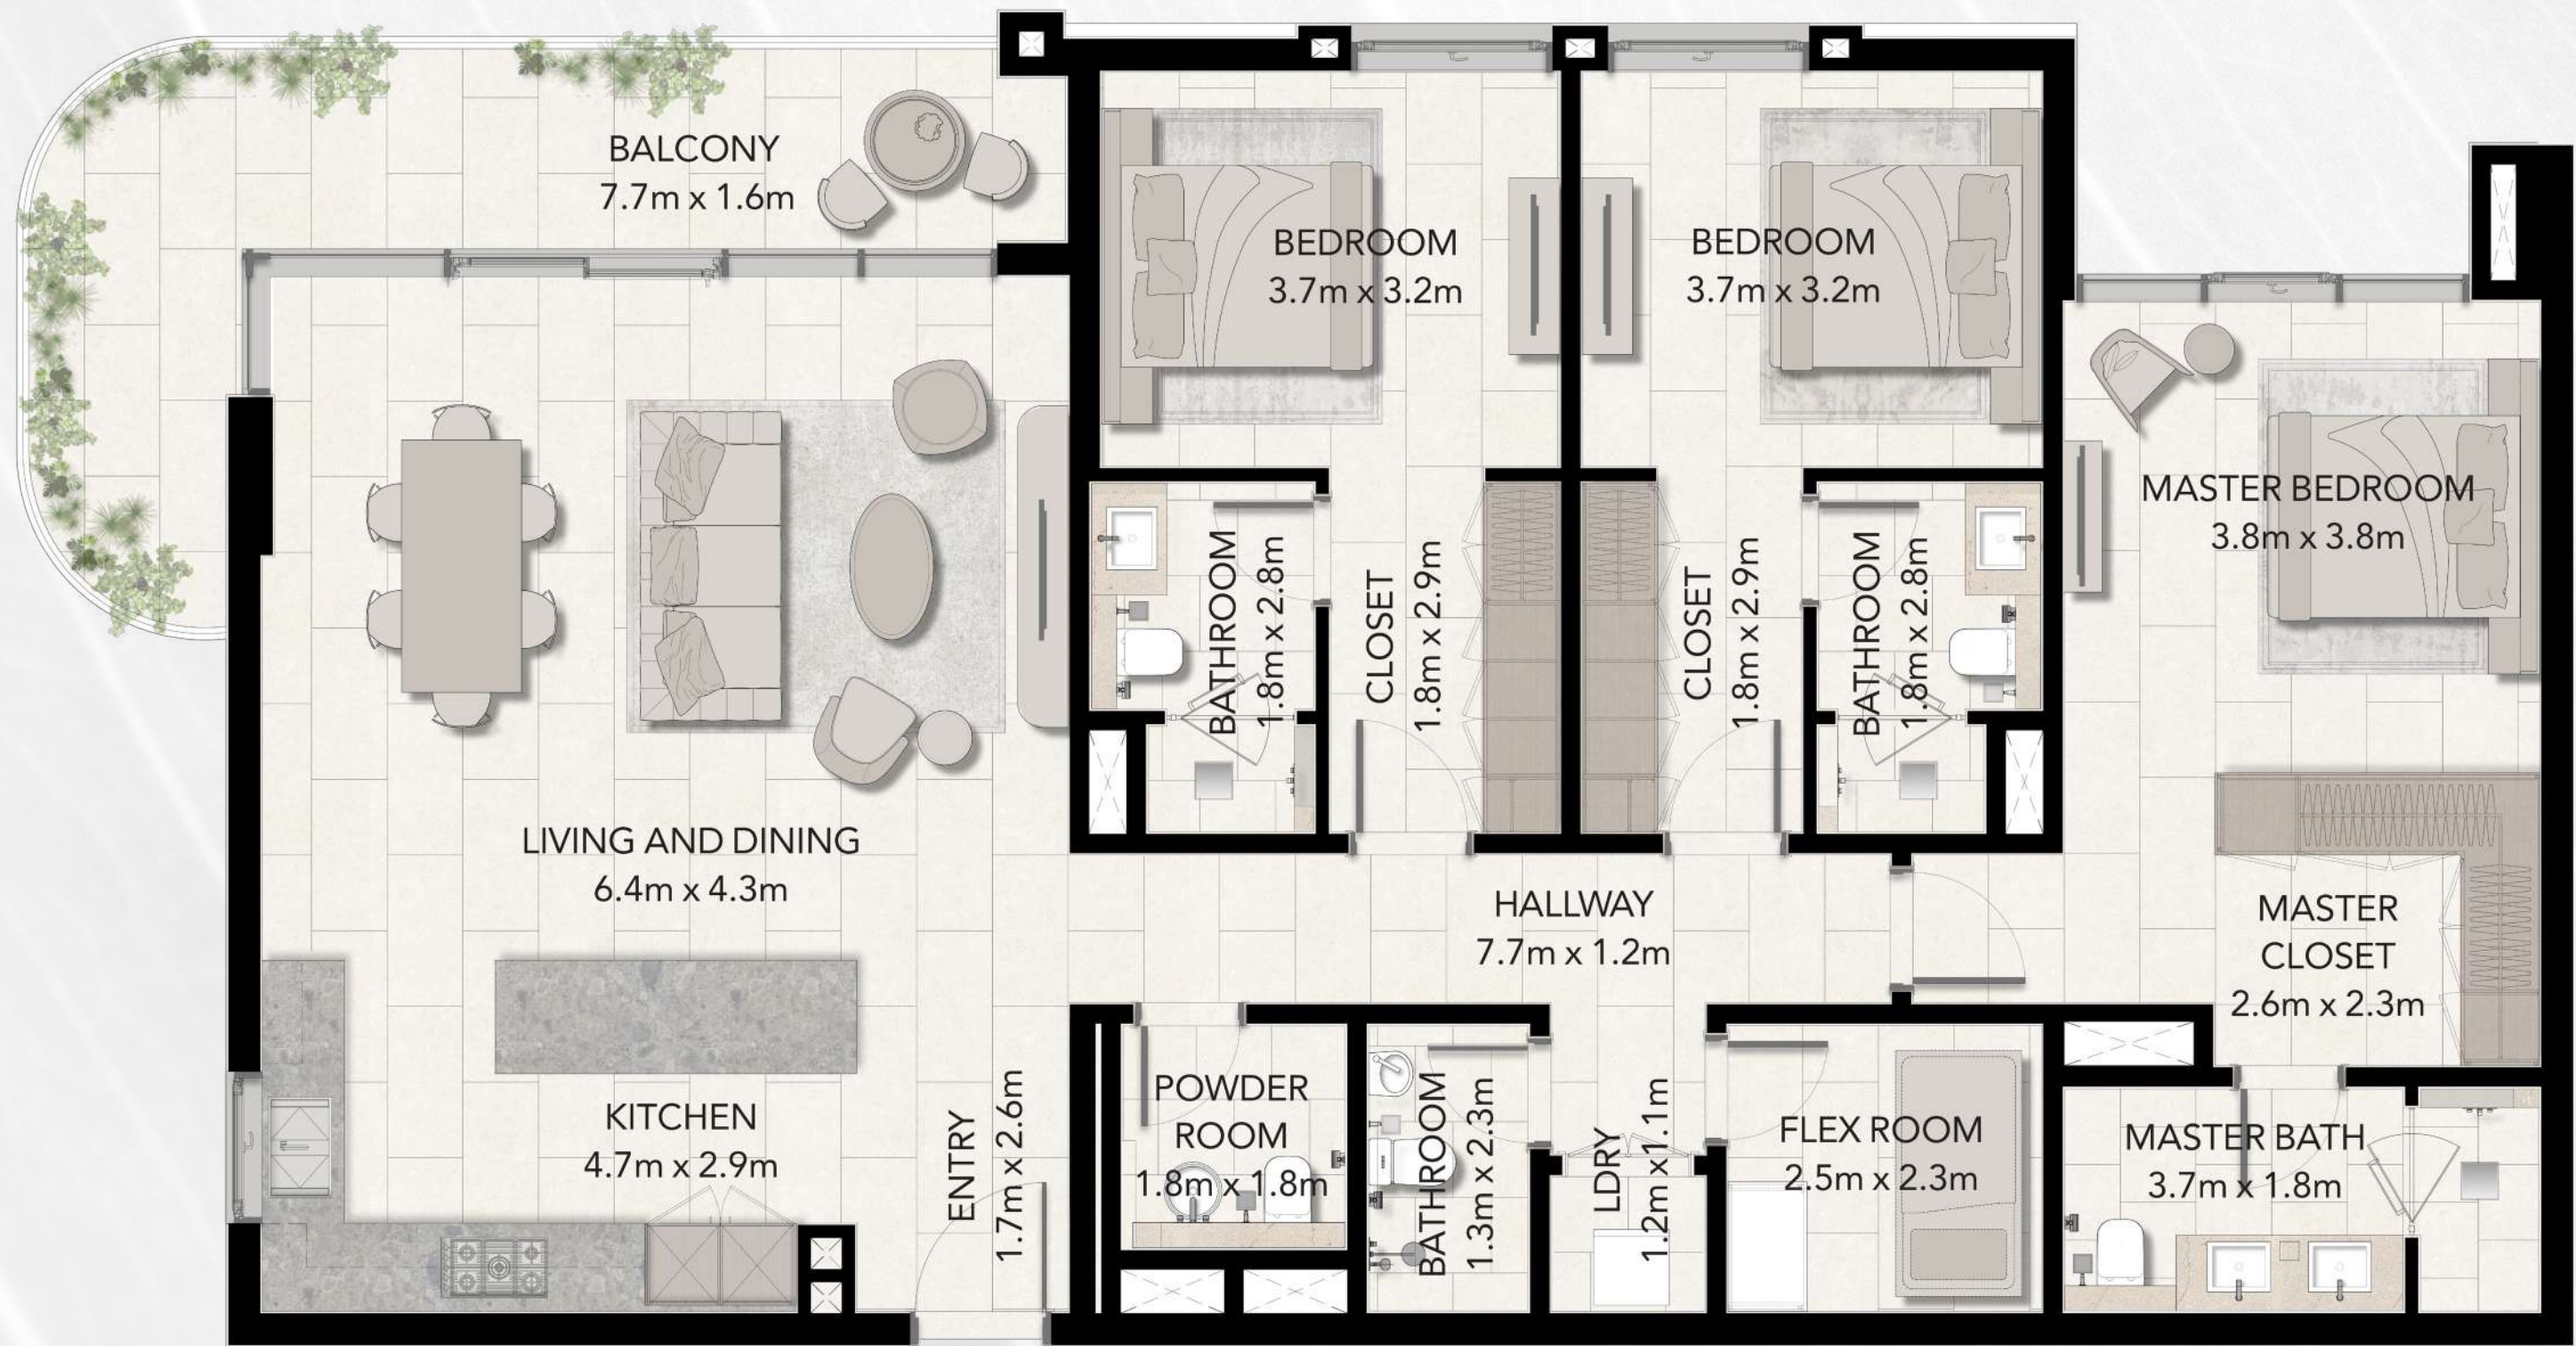 BALCONY
7.7m x 1.6m
BEDROOM
3.7m x 3.2m
BEDROOM
3.7m x 3.2m
MASTER BEDROOM
3.8m x 3.8m
BATHROOM
1.8m x 2.8m
CLOSET
1.8m x 2.9m
CLOSET
1.8m x 2.9m
BATHROOM
1.8m x 2.8m
LIVING AND DINING
6.4m x 4.3m
HALLWAY
7.7m x 1.2m
MASTER
CLOSET
2.6m x 2.3m
KITCHEN
4.7m x 2.9m
ENTRY
1.7m x 2.6m
POWDER
ROOM
1.8m x 1.8m
BATHROOM
1.3m x 2.3m
LDRY
1.2m x1.1m
FLEX ROOM
2.5m x 2.3m
MASTER BATH
3.7m x 1.8m